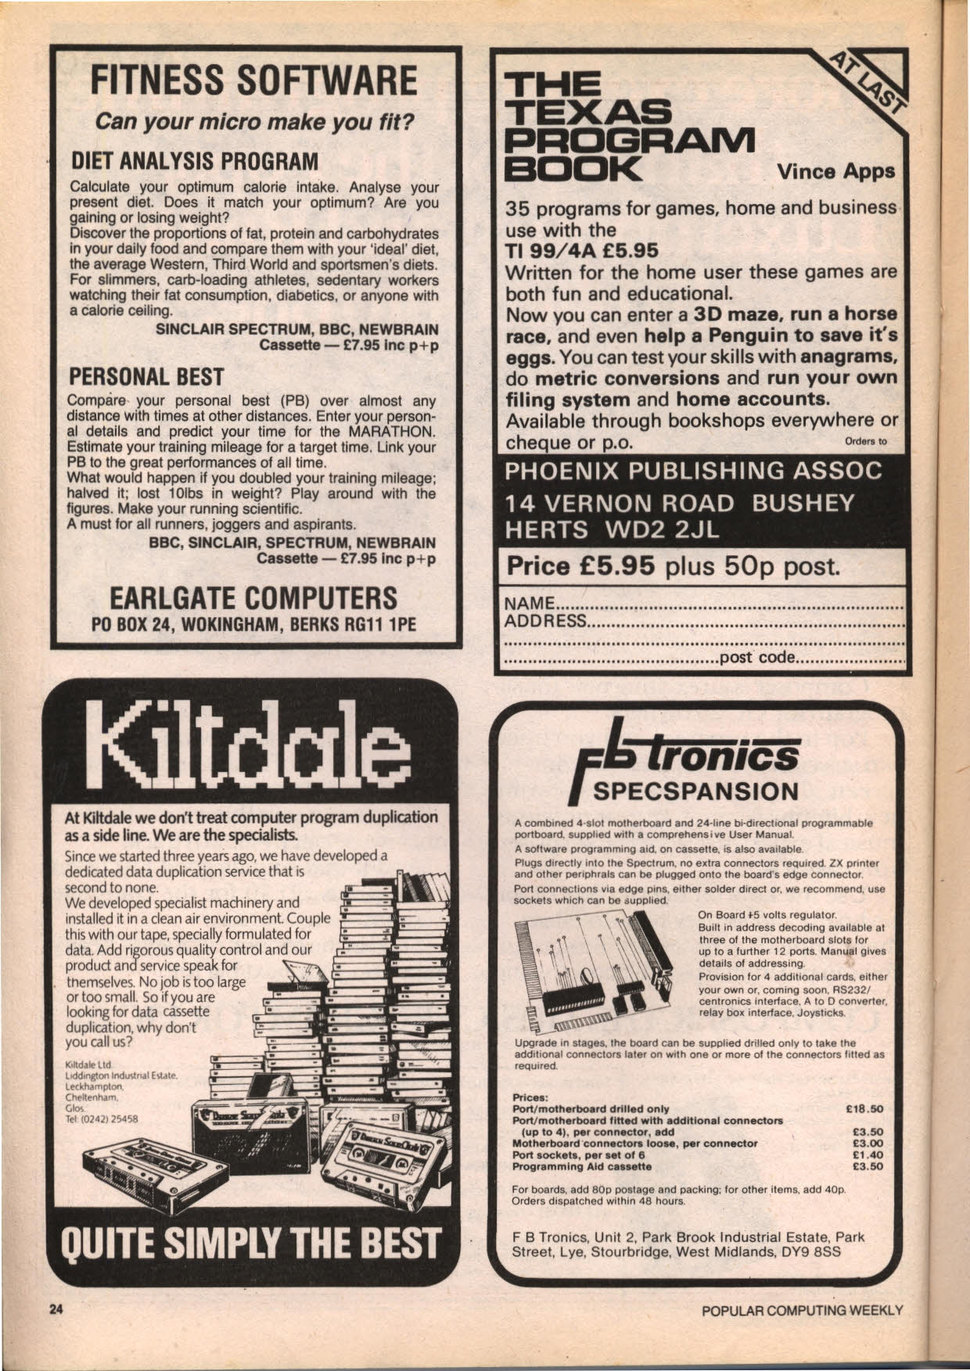 FITNESS SOFTWARE
Can your micro make you fit?
DIET ANALYSIS PROGRAM
Calculate your optimum calorie intake. Analyse your
present diet. Does it match your optimum? Are you
gaining or losing weight?
Discover the proportions of fat, protein and carbohydrates
in your daily food and compare them with your 'ideal' diet,
the average Western, Third World and sportsmen's diets.
For slimmers, carb-loading athletes, sedentary workers
watching their fat consumption, diabetics, or anyone with
a calorie ceiling.
SINCLAIR SPECTRUM, BBC, NEWBRAIN
Cassette — £7.95 inc p+p
PERSONAL BEST
Compare your personal best (PB) over almost any
distance with times at other distances. Enter your person-
al details and predict your time for the MARATHON.
Estimate your training mileage for a target time. Link your
PB to the great performances of all time.
What would happen if you doubled your training mileage;
halved it; lost 10lbs in weight? Play around with the
figures. Make your running scientific.
A must for all runners, joggers and aspirants.
BBC, SINCLAIR, SPECTRUM, NEWBRAIN
Cassette — £7.95 inc p+p
EARLGATE COMPUTERS
PO BOX 24, WOKINGHAM, BERKS RG11 1PE
AT LAST
THE
TEXAS
PROGRAM
BOOK
Vince Apps
35 programs for games, home and business
use with the
TI 99/4A £5.95
Written for the home user these games are
both fun and educational.
Now you can enter a 3D maze, run a horse
race, and even help a Penguin to save it's
eggs. You can test your skills with anagrams,
do metric conversions and run your own
filing system and home accounts.
Available through bookshops everywhere or
cheque or p.o. Orders to
PHOENIX PUBLISHING ASSOC
14 VERNON ROAD BUSHEY
HERTS WD2 2JL
Price £5.95 plus 50p post.
NAME
ADDRESS
post code
Kiltdale
At Kiltdale we don't treat computer program duplication
as a side line. We are the specialists.
Since we started three years ago, we have developed a
dedicated data duplication service that is
second to none.
We developed specialist machinery and
installed it in a clean air environment. Couple
this with our tape, specially formulated for
data. Add rigorous quality control and our
product and service speak for
themselves. No job is too large
or too small. So if you are
looking for data cassette
duplication, why don't
you call us?
Kiltdale Ltd.
Liddington Industrial Estate.
Leckhampton,
Cheltenham,
Glos.
Tel: (0242) 25458
QUITE SIMPLY THE BEST
fb tronics
SPECSPANSION
A combined 4-slot motherboard and 24-line bi-directional programmable
portboard, supplied with a comprehensive User Manual.
A software programming aid, on cassette, is also available.
Plugs directly into the Spectrum, no extra connectors required. ZX printer
and other periphrals can be plugged onto the board's edge connector.
Port connections via edge pins, either solder direct or, we recommend, use
sockets which can be supplied.
On Board +5 volts regulator.
Built in address decoding available at
three of the motherboard slots for
up to a further 12 ports. Manual gives
details of addressing.
Provision for 4 additional cards, either
your own or, coming soon, RS232/
centronics interface, A to D converter,
relay box interface, Joysticks.
Upgrade in stages, the board can be supplied drilled only to take the
additional connectors later on with one or more of the connectors fitted as
required.
Prices:
Port/motherboard drilled only £18.50
Port/motherboard fitted with additional connectors
(up to 4), per connector, add £3.50
Motherboard connectors loose, per connector £3.00
Port sockets, per set of 6 £1.40
Programming Aid cassette £3.50
For boards, add 80p postage and packing; for other items, add 40p.
Orders dispatched within 48 hours.
F B Tronics, Unit 2, Park Brook Industrial Estate, Park
Street, Lye, Stourbridge, West Midlands, DY9 8SS
24
POPULAR COMPUTING WEEKLY